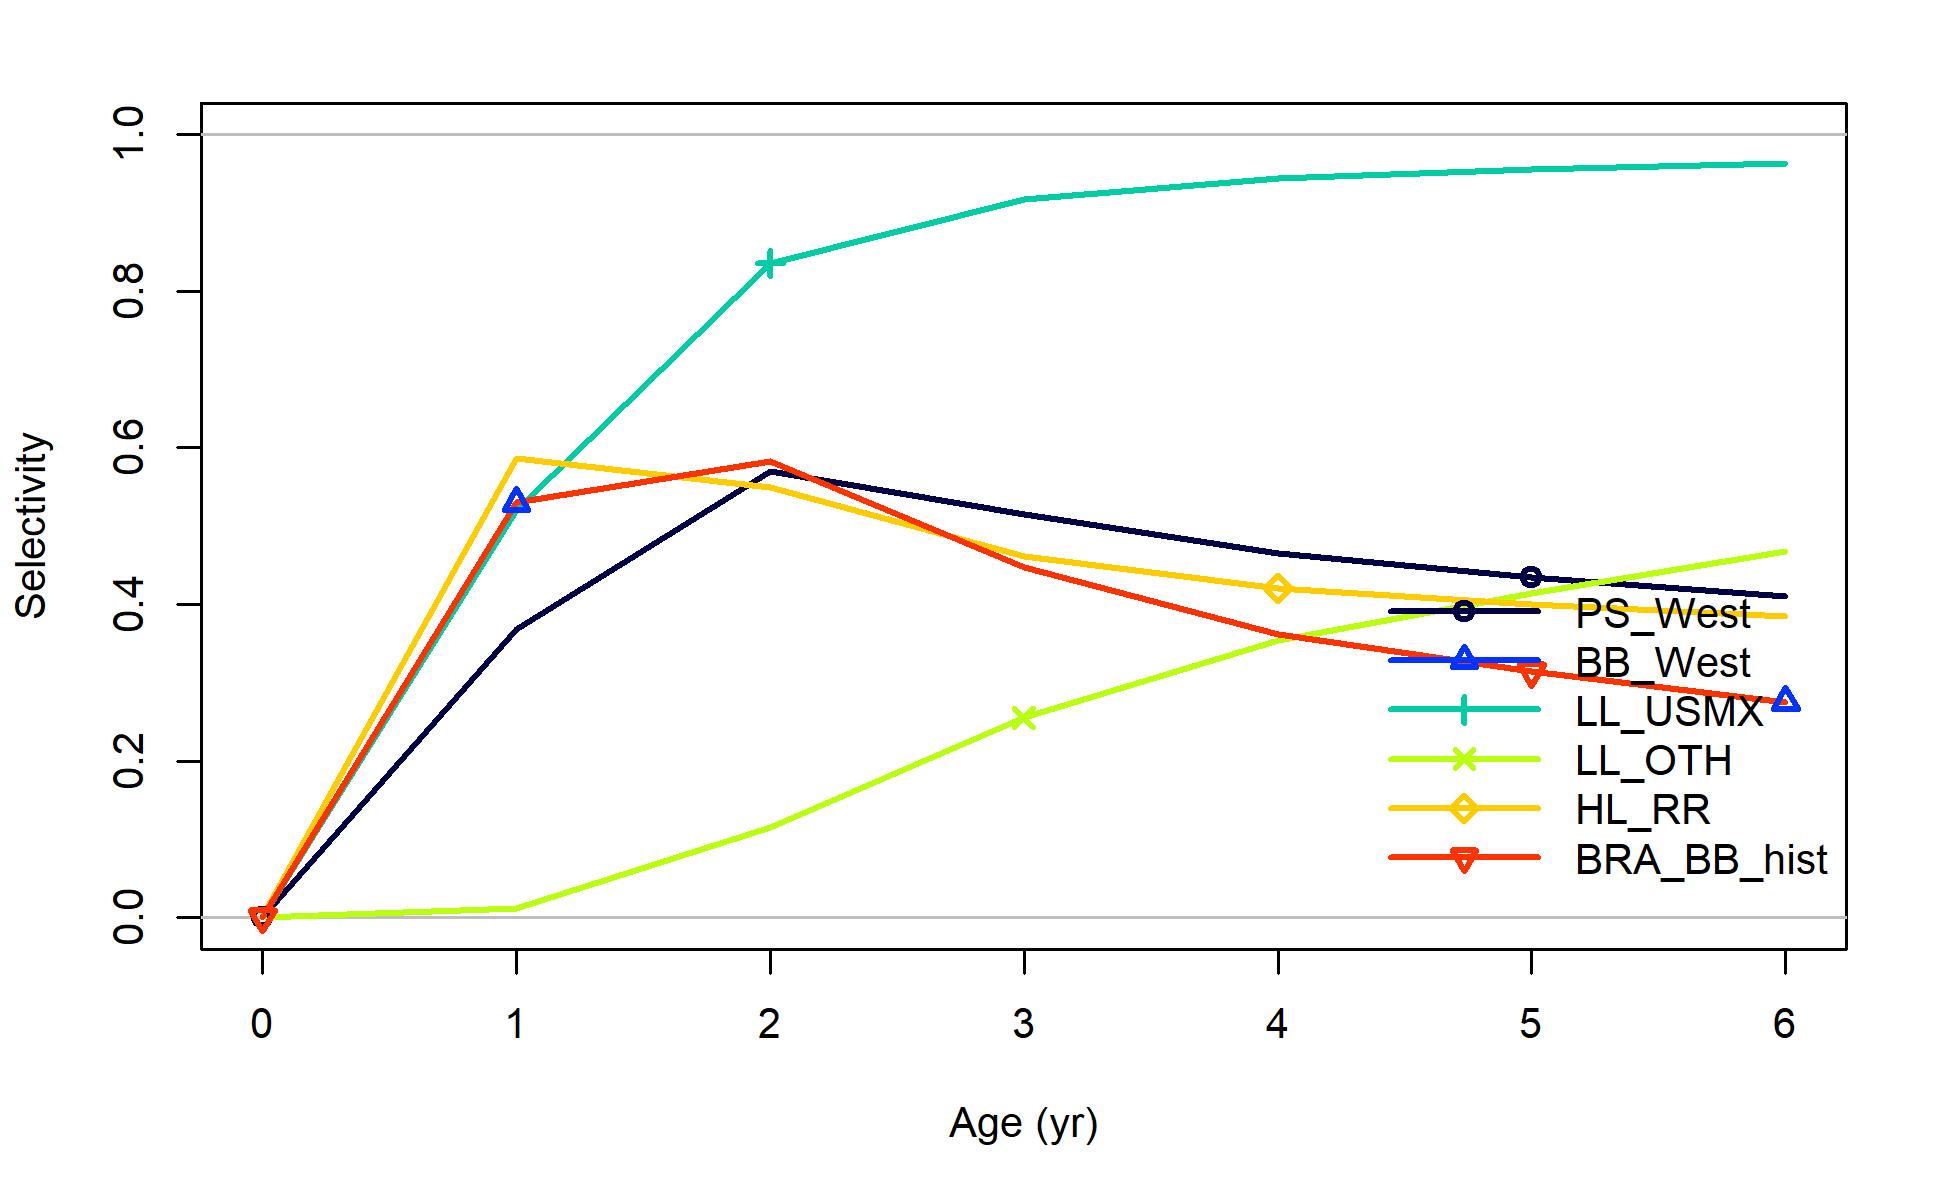 1.0
0.8
0.6
0.4
0.2
0.0
Selectivity
PS_West
BB_West
LL_USMX
LL_OTH
HL_RR
BRA_BB_hist
0 1 2 3 4 5 6
Age (yr)